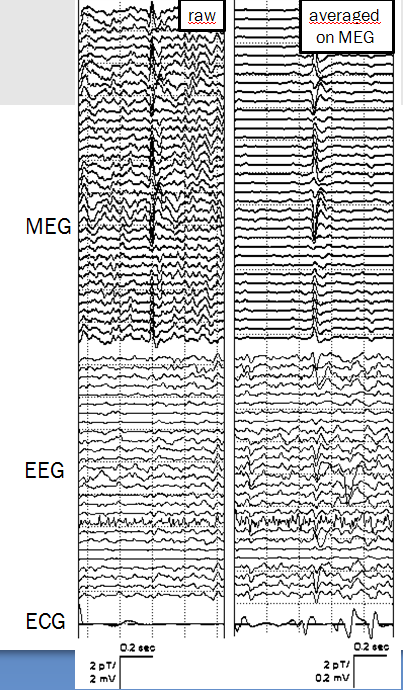 raw
averaged
on MEG
MEG
EEG
ECG
0.2 sec
2 pT/
2 mV
0.2 sec
2 pT/
0.2 mV